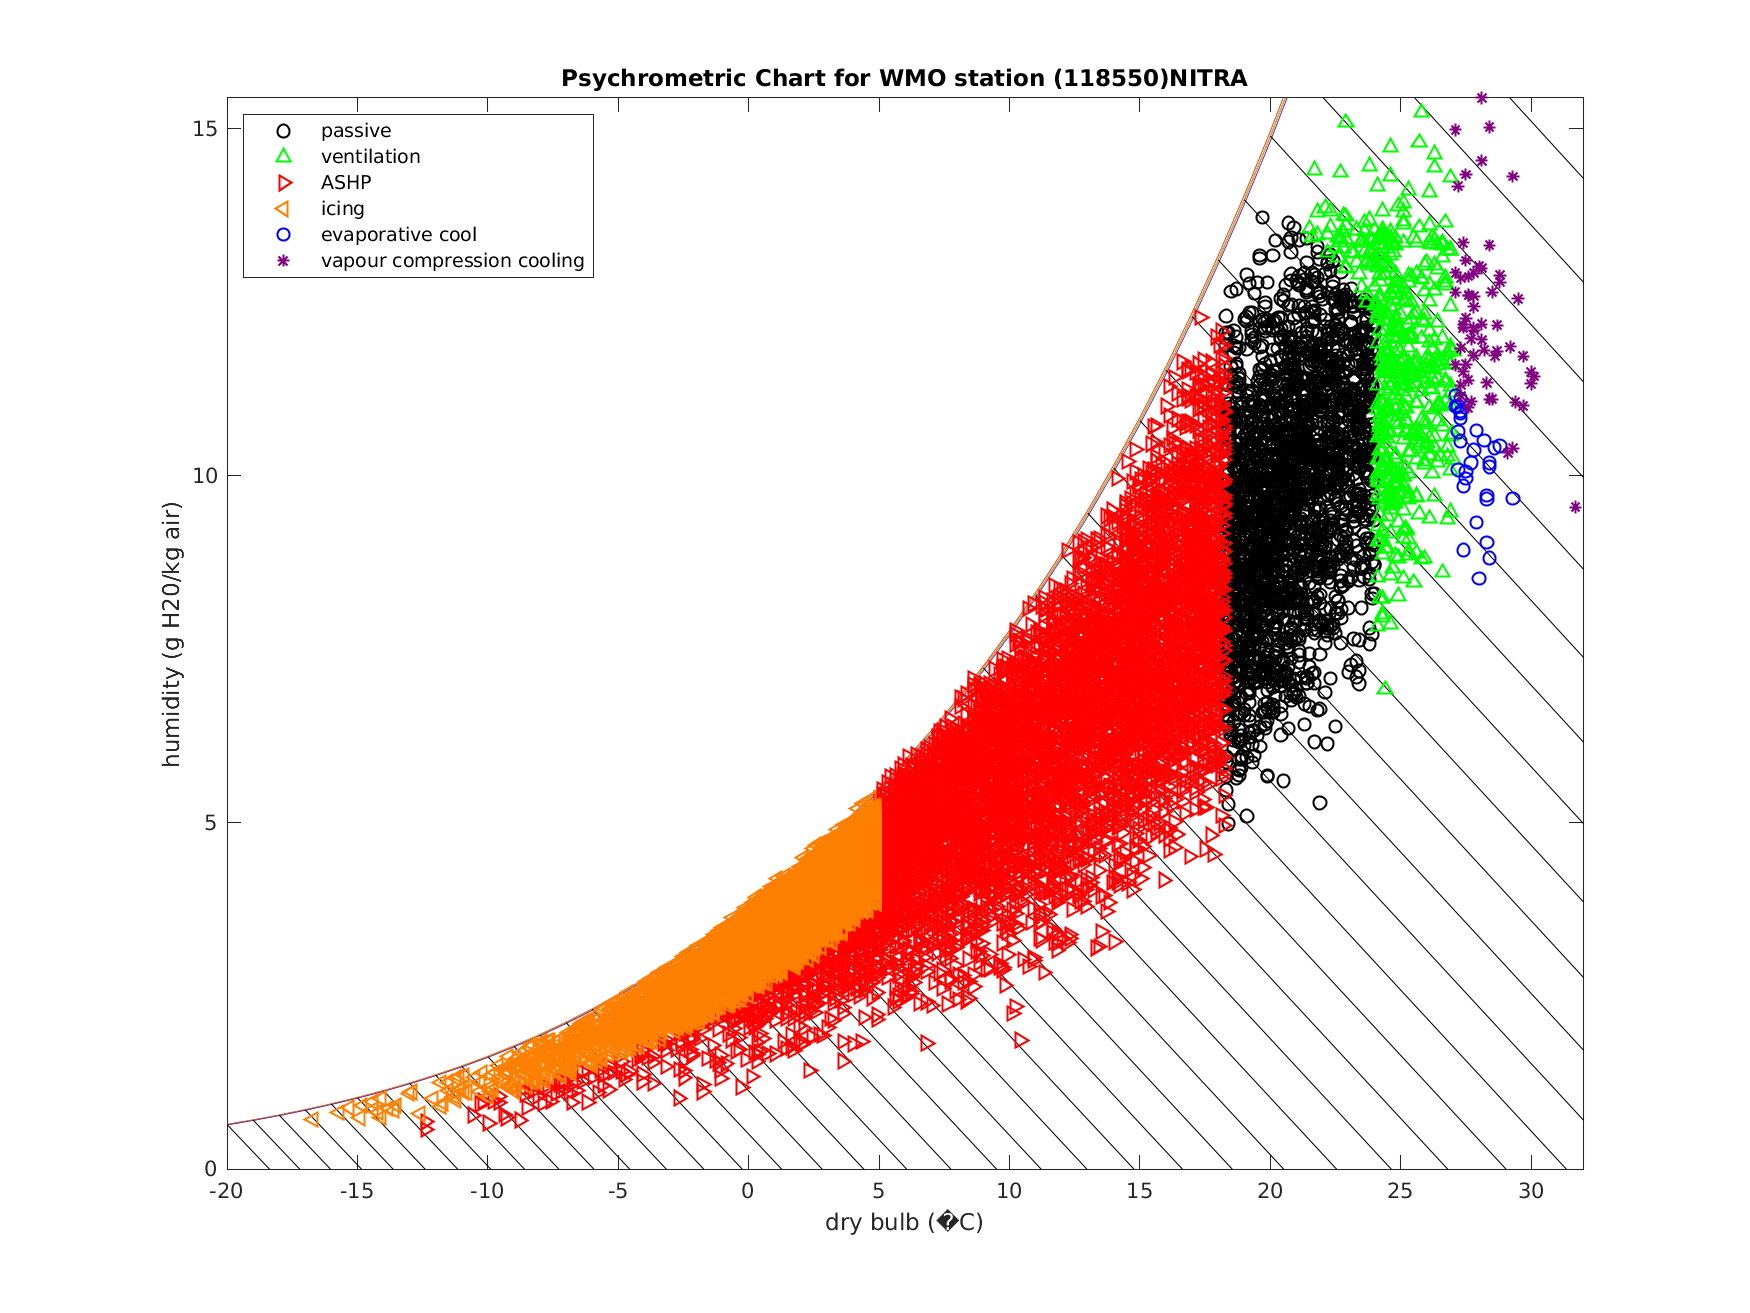 Psychrometric Chart for WMO station (118550)NITRA
passive
ventilation
ASHP
icing
evaporative cool
vapour compression cooling
15
10
5
0
humidity (g H20/kg air)
-20 -15 -10 -5 0 5 10 15 20 25 30
dry bulb (�C)